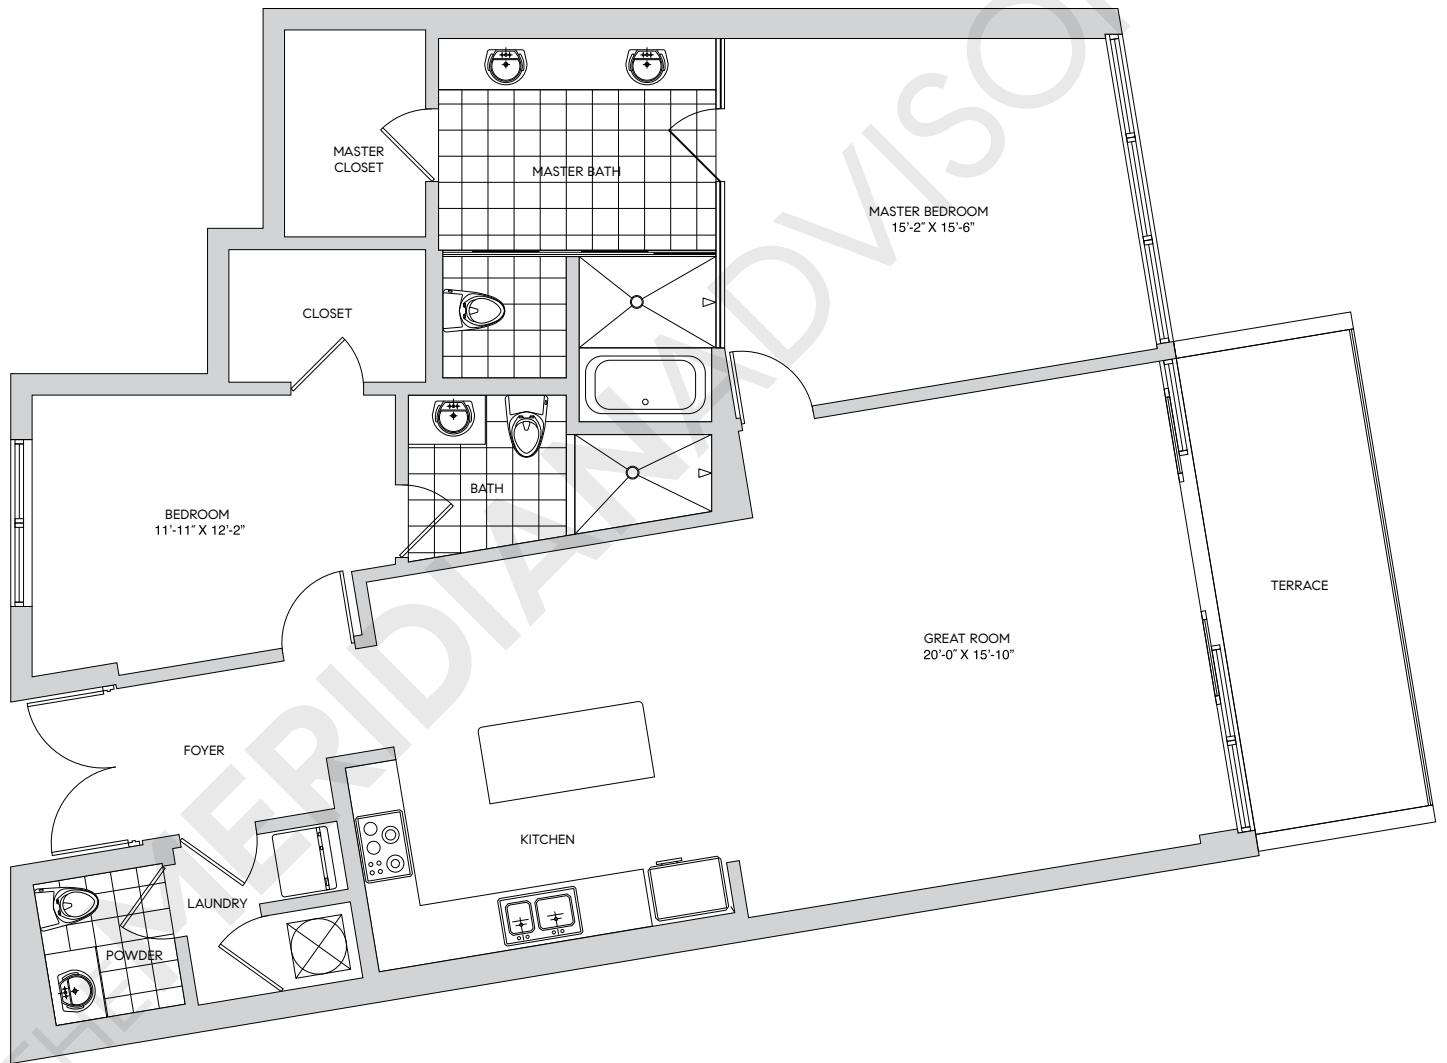 MASTER
CLOSET
MASTER BATH
MASTER BEDROOM
15'-2" X 15'-6"
CLOSET
BEDROOM
11'-11" X 12'-2"
BATH
TERRACE
GREAT ROOM
20'-0" X 15'-10"
FOYER
KITCHEN
LAUNDRY
POWDER
THEMERIDIANADVISO